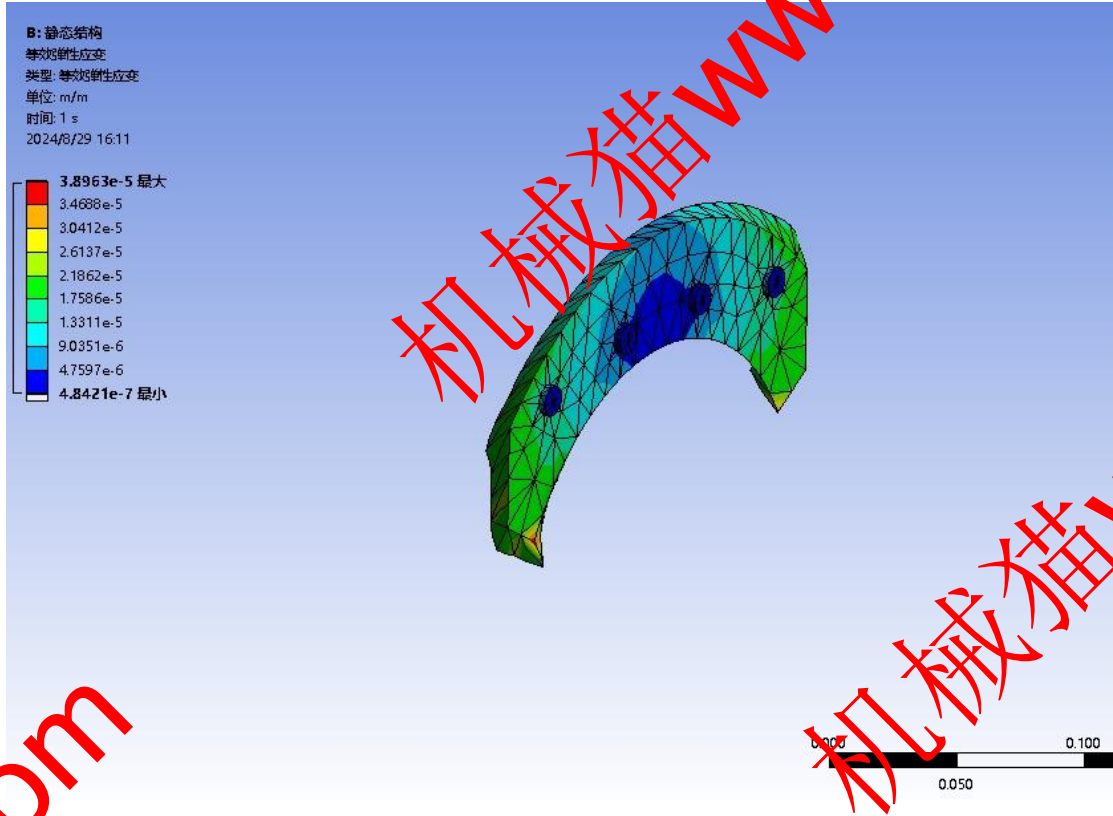 B: 静态结构
等效弹性应变
类型: 等效弹性应变
单位: m/m
时间: 1 s
2024/8/29 16:11
3.8963e-5 最大
3.4688e-5
3.0412e-5
2.6137e-5
2.1862e-5
1.7586e-5
1.3311e-5
9.0351e-6
4.7597e-6
4.8421e-7 最小
机械猫ww
机械猫w
om
0.000
0.100
0.050